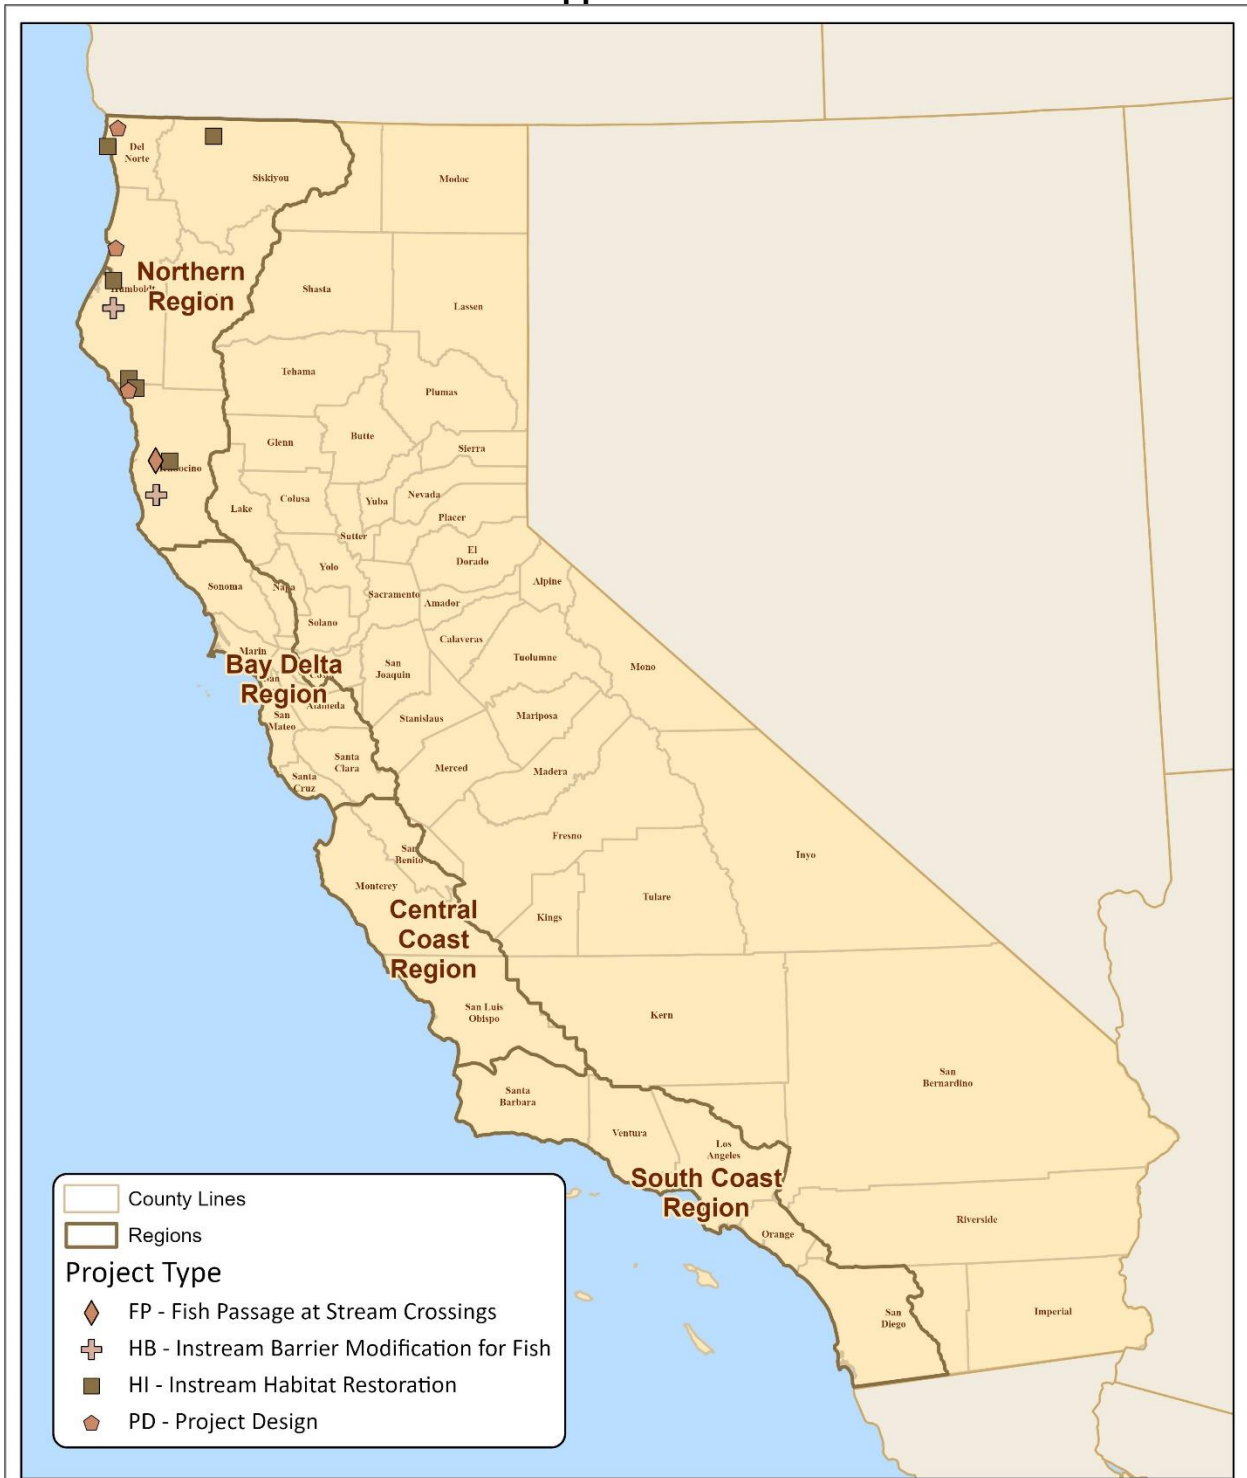 Del
Norte
Siskiyou
Modoc
Northern
Region
Shasta
Lassen
Tehama
Plumas
Glenn
Butte
Sierra
Lake
Colusa
Yuba
Nevada
Placer
Sutter
El
Dorado
Yolo
Sonoma
Napa
Sacramento
Alpine
Amador
Solano
Calaveras
Marin
Bay Delta
Region
San
Joaquin
Tuolumne
Mono
Alameda
San
Mateo
Stanislaus
Mariposa
Santa
Clara
Merced
Madera
Santa
Cruz
Fresno
San
Benito
Inyo
Monterey
Tulare
Kings
Central
Coast
Region
San Luis
Obispo
Kern
San
Bernardino
Santa
Barbara
Ventura
Los
Angeles
South Coast
Region
Riverside
Orange
San
Diego
Imperial
County Lines
Regions
Project Type
FP - Fish Passage at Stream Crossings
HB - Instream Barrier Modification for Fish
HI - Instream Habitat Restoration
PD - Project Design